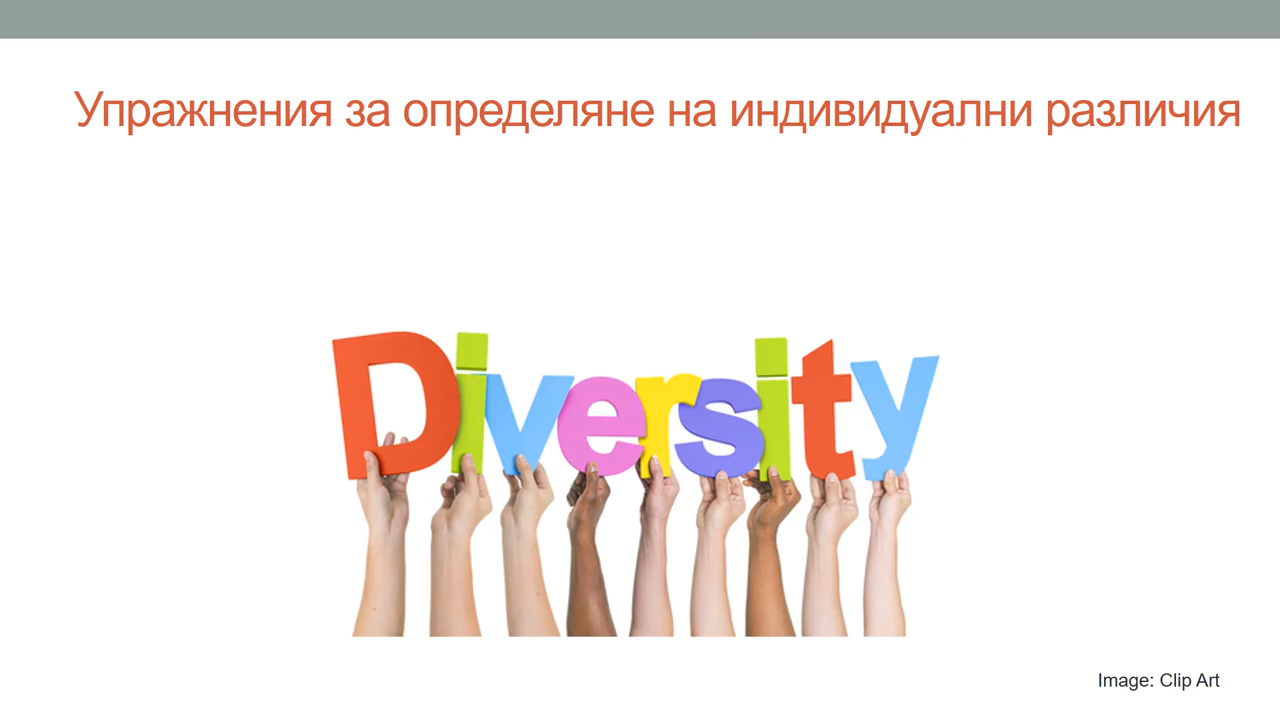 Упражнения за определяне на индивидуални различия
Diversity
Image: Clip Art